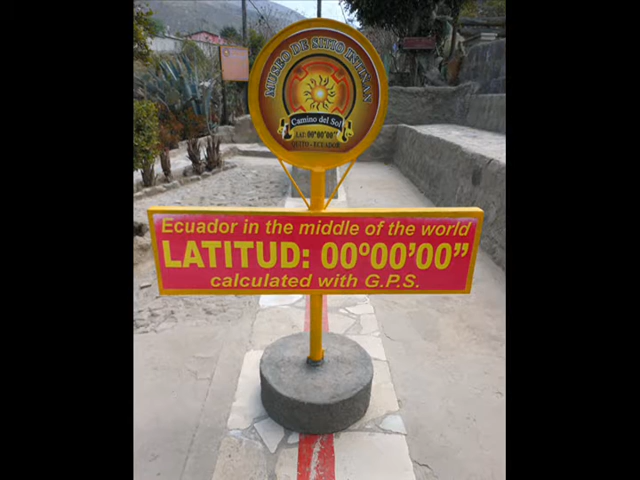 MUSEO DE SITIO INTIÑAN
Camino del Sol
LAT: 00°00'00"
QUITO - ECUADOR
Ecuador in the middle of the world
LATITUD: 00º00’00”
calculated with G.P.S.